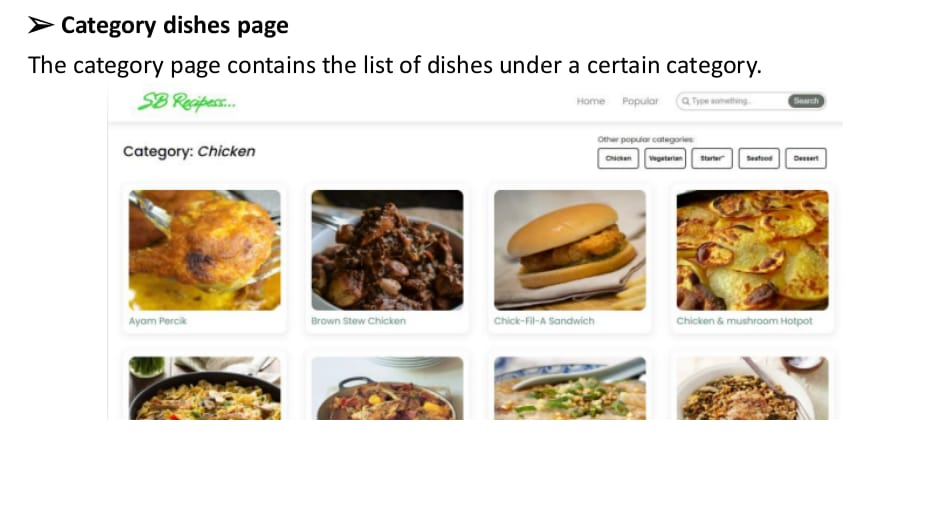 ➢ Category dishes page
The category page contains the list of dishes under a certain category.
SB Recipess...
Home Popular Type something.. Search
Other popular categories:
Category: Chicken
Chicken Vegetarian Starter" Seafood Dessert
Ayam Percik Brown Stew Chicken Chick-Fil-A Sandwich Chicken & mushroom Hotpot